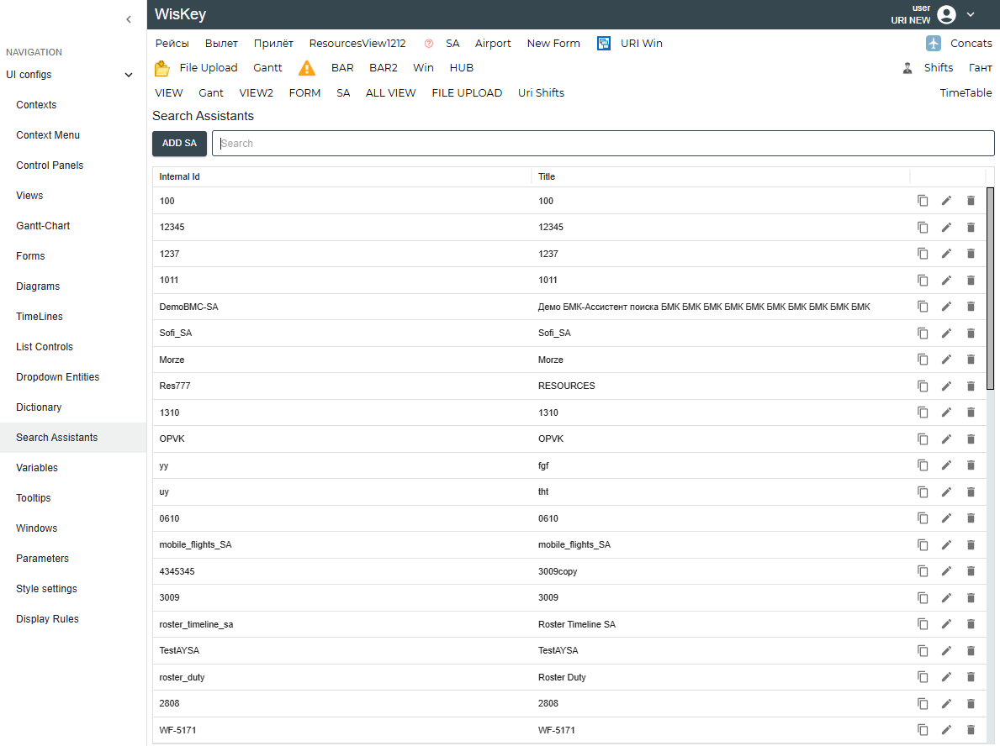 WisKey
user
URI NEW
NAVIGATION
UI configs
Contexts
Context Menu
Control Panels
Views
Gantt-Chart
Forms
Diagrams
TimeLines
List Controls
Dropdown Entities
Dictionary
Search Assistants
Variables
Tooltips
Windows
Parameters
Style settings
Display Rules
Рейсы Вылет Прилёт ResourcesView1212 SA Airport New Form URI Win Concats
File Upload Gantt BAR BAR2 Win HUB Shifts Гант
VIEW Gant VIEW2 FORM SA ALL VIEW FILE UPLOAD Uri Shifts TimeTable
Search Assistants
ADD SA Search
Internal Id Title
100 100
12345 12345
1237 1237
1011 1011
DemoBMC-SA Демо БМК-Ассистент поиска БМК БМК БМК БМК БМК БМК БМК БМК БМК БМК
Sofi_SA Sofi_SA
Morze Morze
Res777 RESOURCES
1310 1310
OPVK OPVK
yy fgf
uy tht
0610 0610
mobile_flights_SA mobile_flights_SA
4345345 3009copy
3009 3009
roster_timeline_sa Roster Timeline SA
TestAYSA TestAYSA
roster_duty Roster Duty
2808 2808
WF-5171 WF-5171